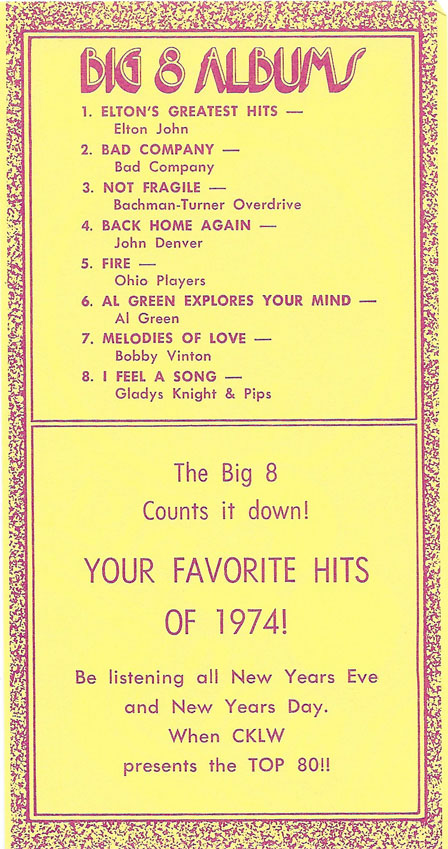 BIG 8 ALBUMS
1. ELTON'S GREATEST HITS —
Elton John
2. BAD COMPANY —
Bad Company
3. NOT FRAGILE —
Bachman-Turner Overdrive
4. BACK HOME AGAIN —
John Denver
5. FIRE —
Ohio Players
6. AL GREEN EXPLORES YOUR MIND —
Al Green
7. MELODIES OF LOVE —
Bobby Vinton
8. I FEEL A SONG —
Gladys Knight & Pips
The Big 8
Counts it down!
YOUR FAVORITE HITS
OF 1974!
Be listening all New Years Eve
and New Years Day.
When CKLW
presents the TOP 80!!